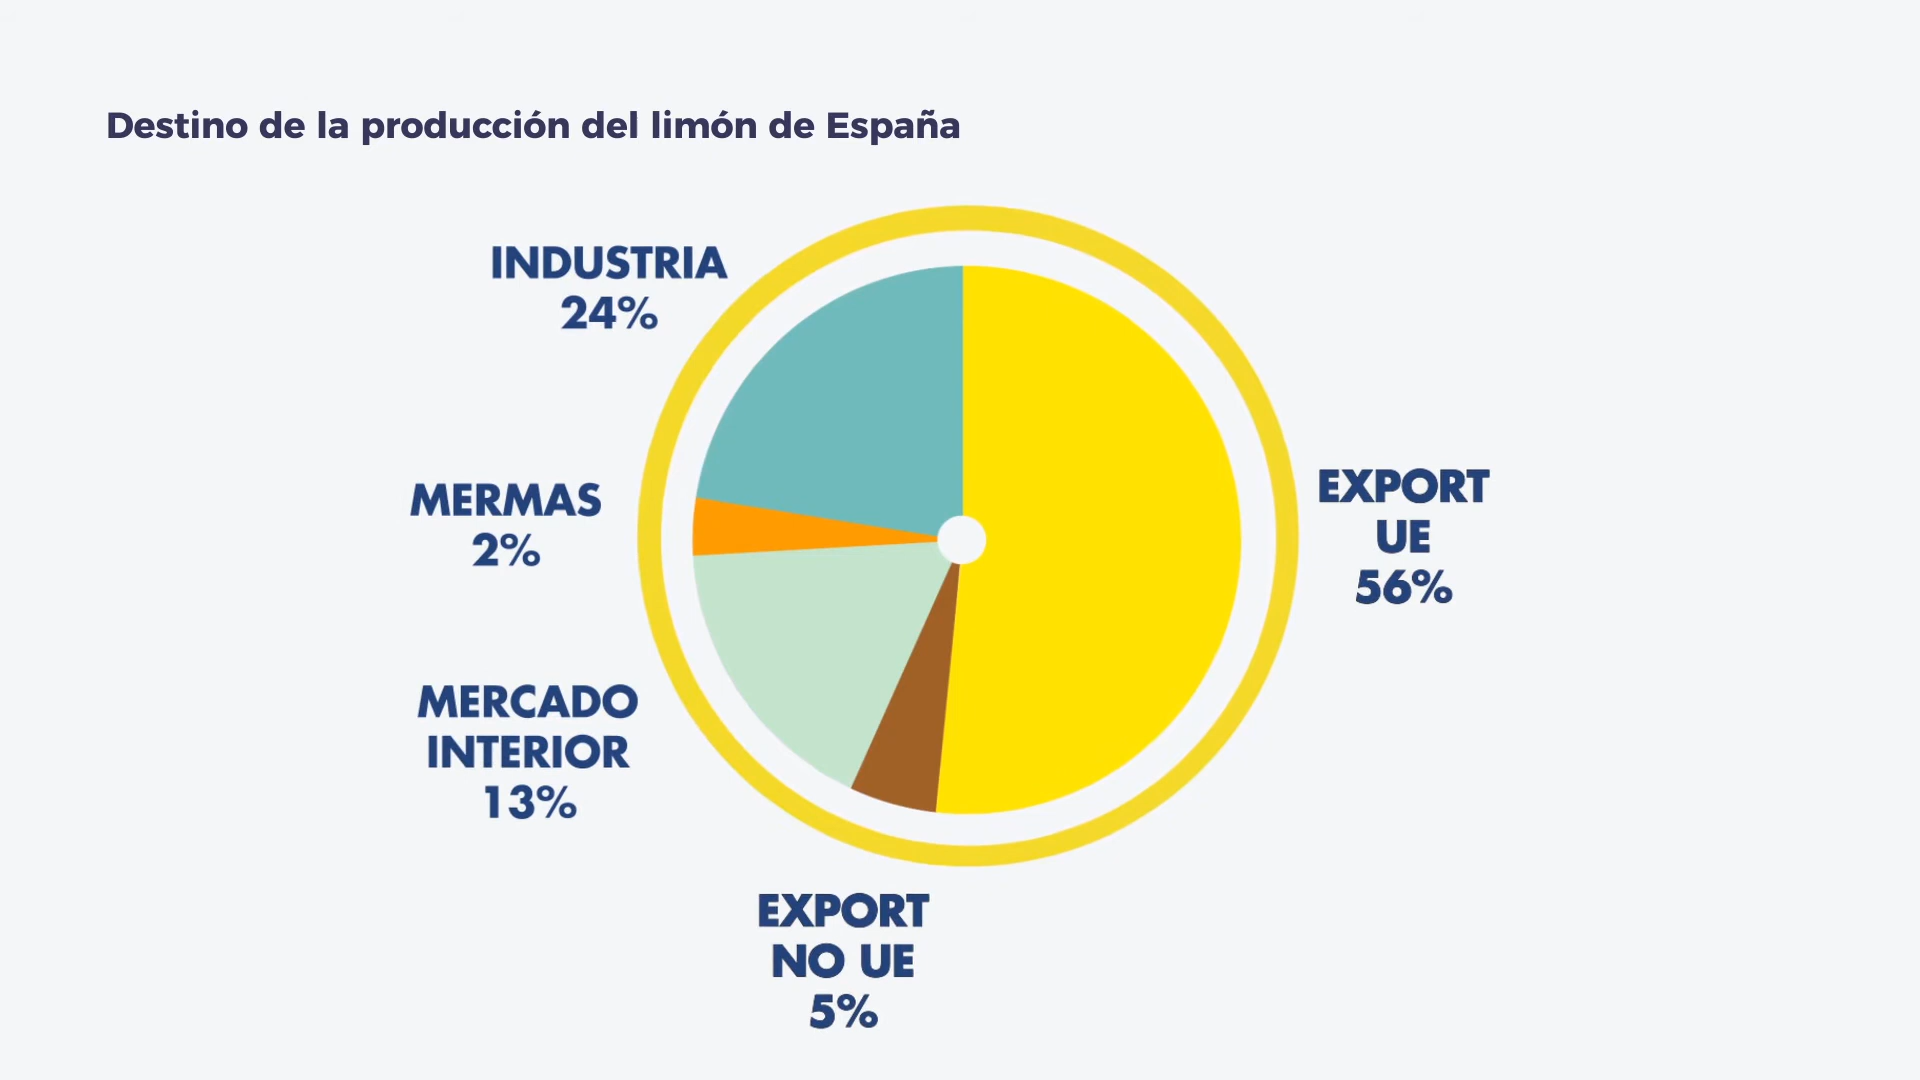 Destino de la producción del limón de España
INDUSTRIA
24%
EXPORT
UE
56%
MERMAS
2%
MERCADO
INTERIOR
13%
EXPORT
NO UE
5%